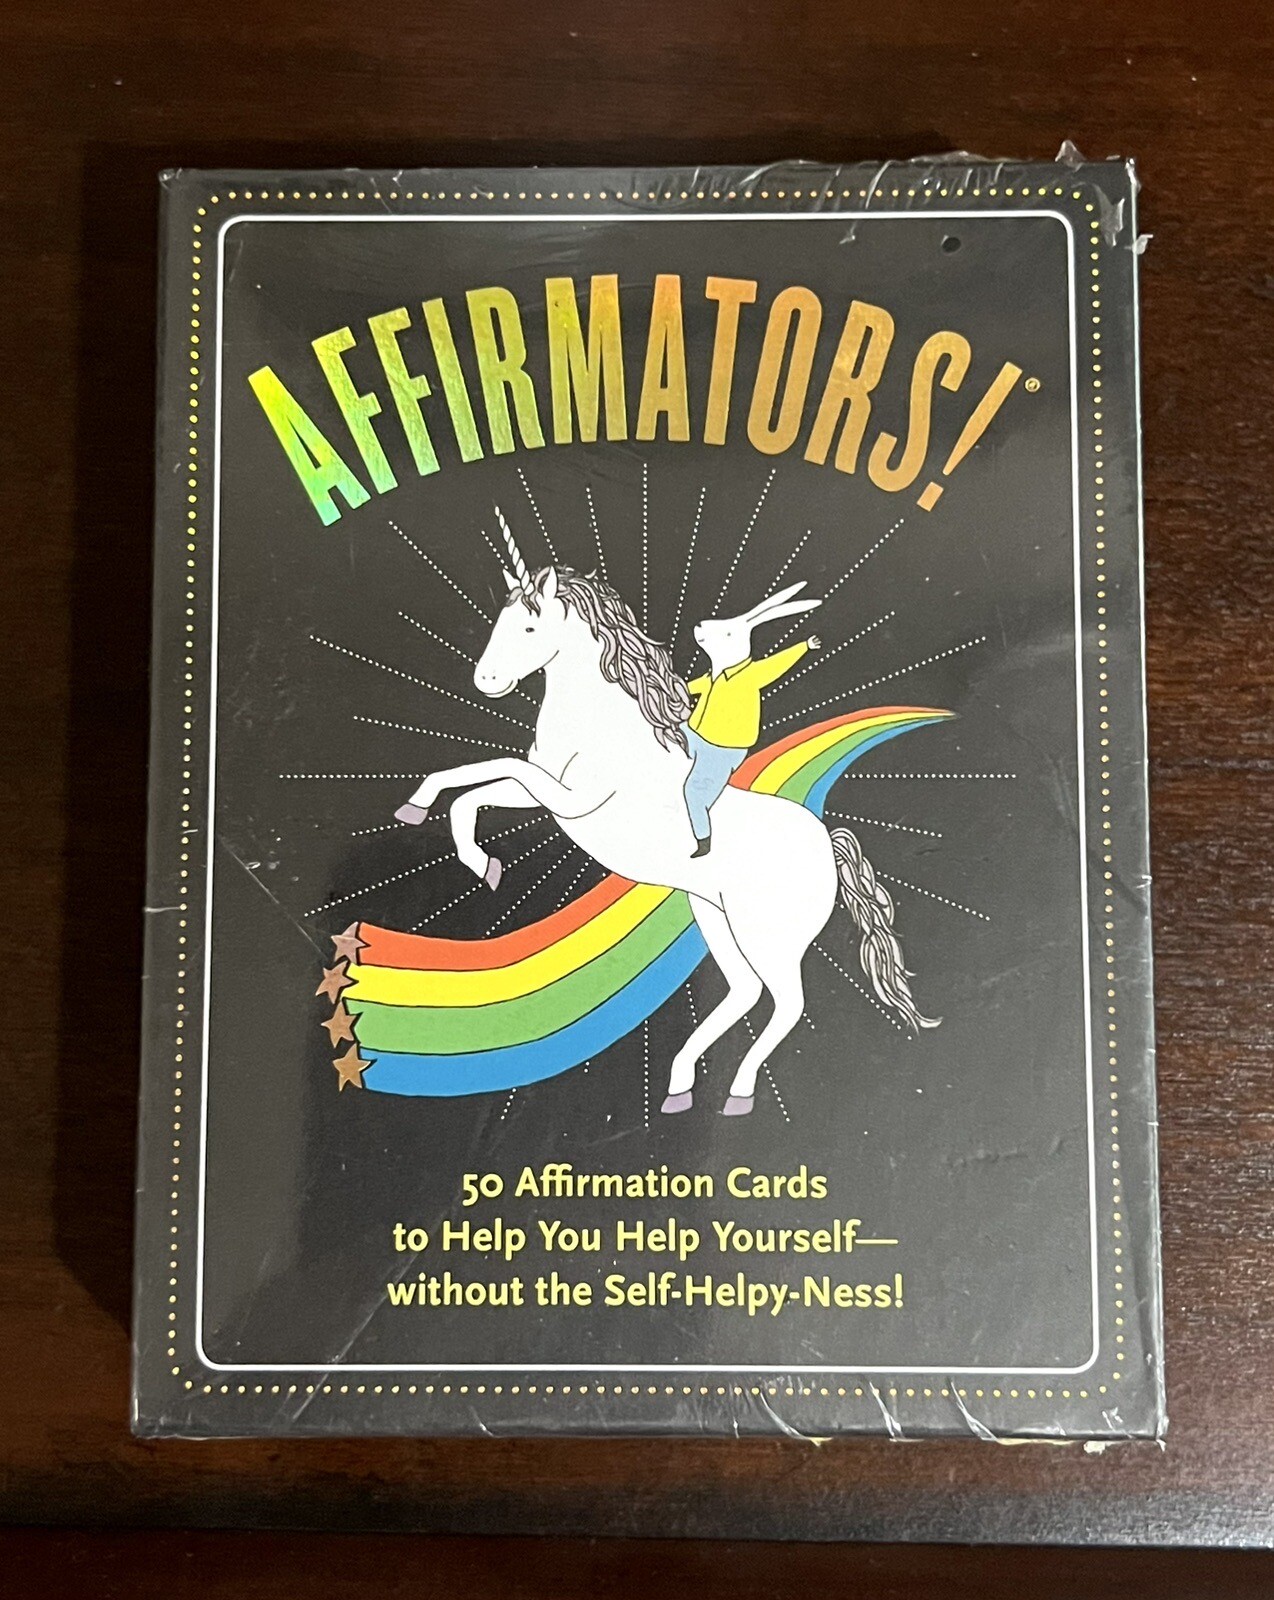 AFFIRMATORS!®
50 Affirmation Cards
to Help You Help Yourself—
without the Self-Helpy-Ness!